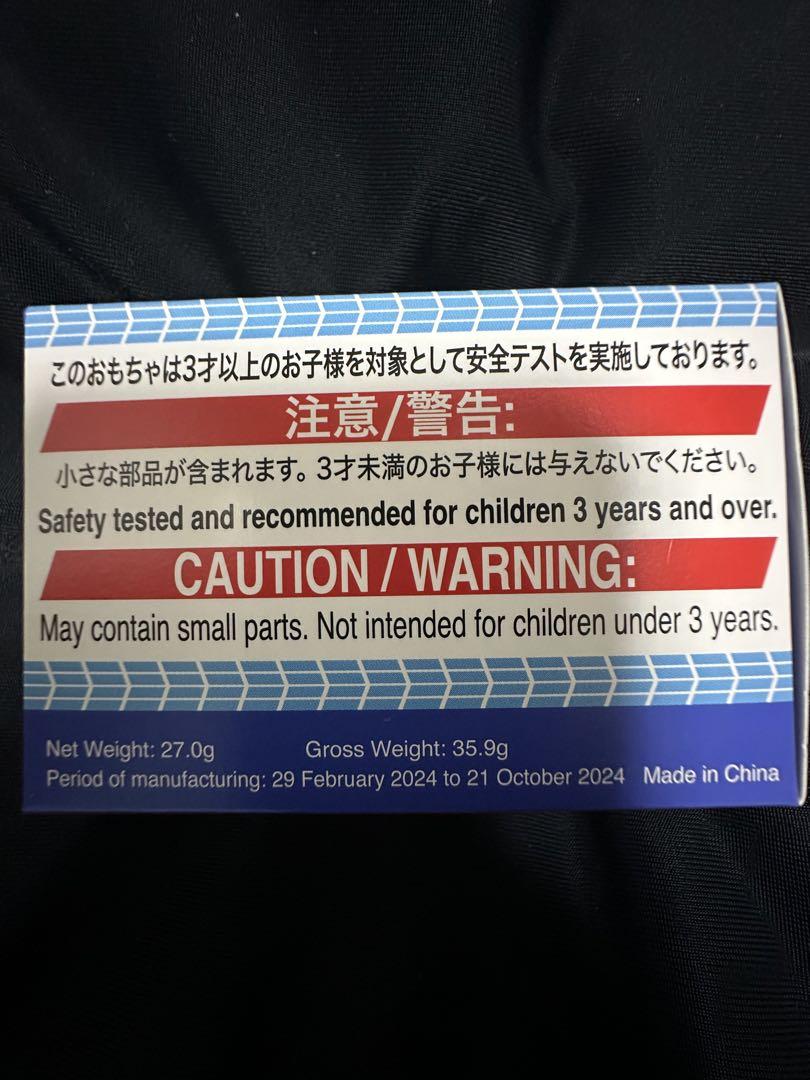 このおもちゃは3才以上のお子様を対象として安全テストを実施しております。
注意/警告:
小さな部品が含まれます。3才未満のお子様には与えないでください。
Safety tested and recommended for children 3 years and over.
CAUTION / WARNING:
May contain small parts. Not intended for children under 3 years.
Net Weight: 27.0g Gross Weight: 35.9g
Period of manufacturing: 29 February 2024 to 21 October 2024 Made in China